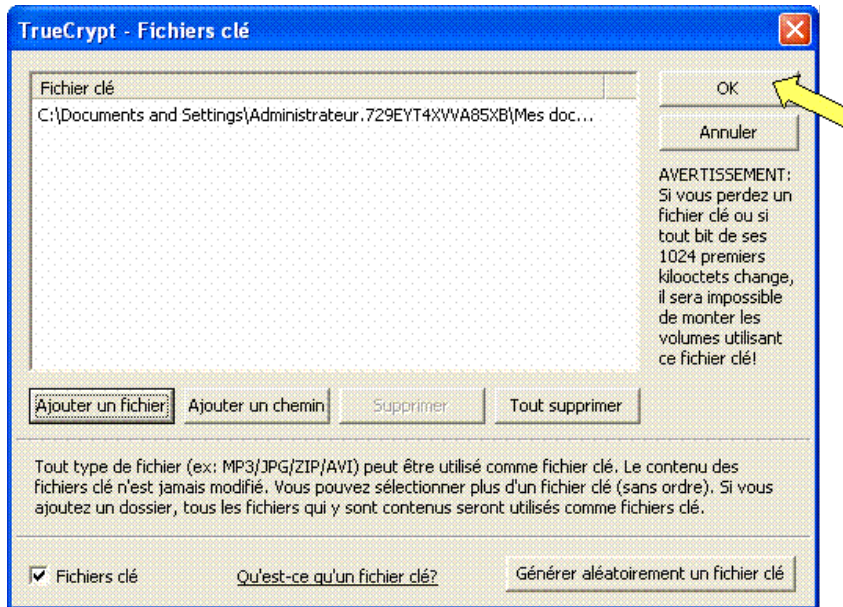 TrueCrypt - Fichiers clé
Fichier clé
C:\Documents and Settings\Administrateur.729EYT4XVVA85XB\Mes doc...
OK
Annuler
AVERTISSEMENT:
Si vous perdez un
fichier clé ou si
tout bit de ses
1024 premiers
kilooctets change,
il sera impossible
de monter les
volumes utilisant
ce fichier clé!
Ajouter un fichier
Ajouter un chemin
Supprimer
Tout supprimer
Tout type de fichier (ex: MP3/JPG/ZIP/AVI) peut être utilisé comme fichier clé. Le contenu des
fichiers clé n'est jamais modifié. Vous pouvez sélectionner plus d'un fichier clé (sans ordre). Si vous
ajoutez un dossier, tous les fichiers qui y sont contenus seront utilisés comme fichiers clé.
Fichiers clé
Qu'est-ce qu'un fichier clé?
Générer aléatoirement un fichier clé